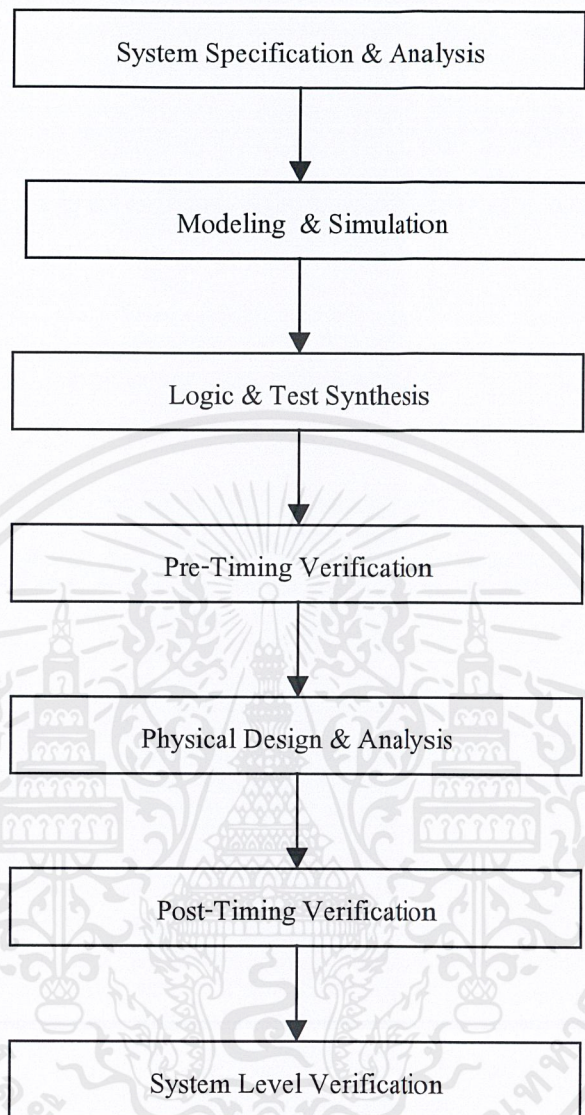 System Specification & Analysis
Modeling & Simulation
Logic & Test Synthesis
Pre-Timing Verification
Physical Design & Analysis
Post-Timing Verification
System Level Verification